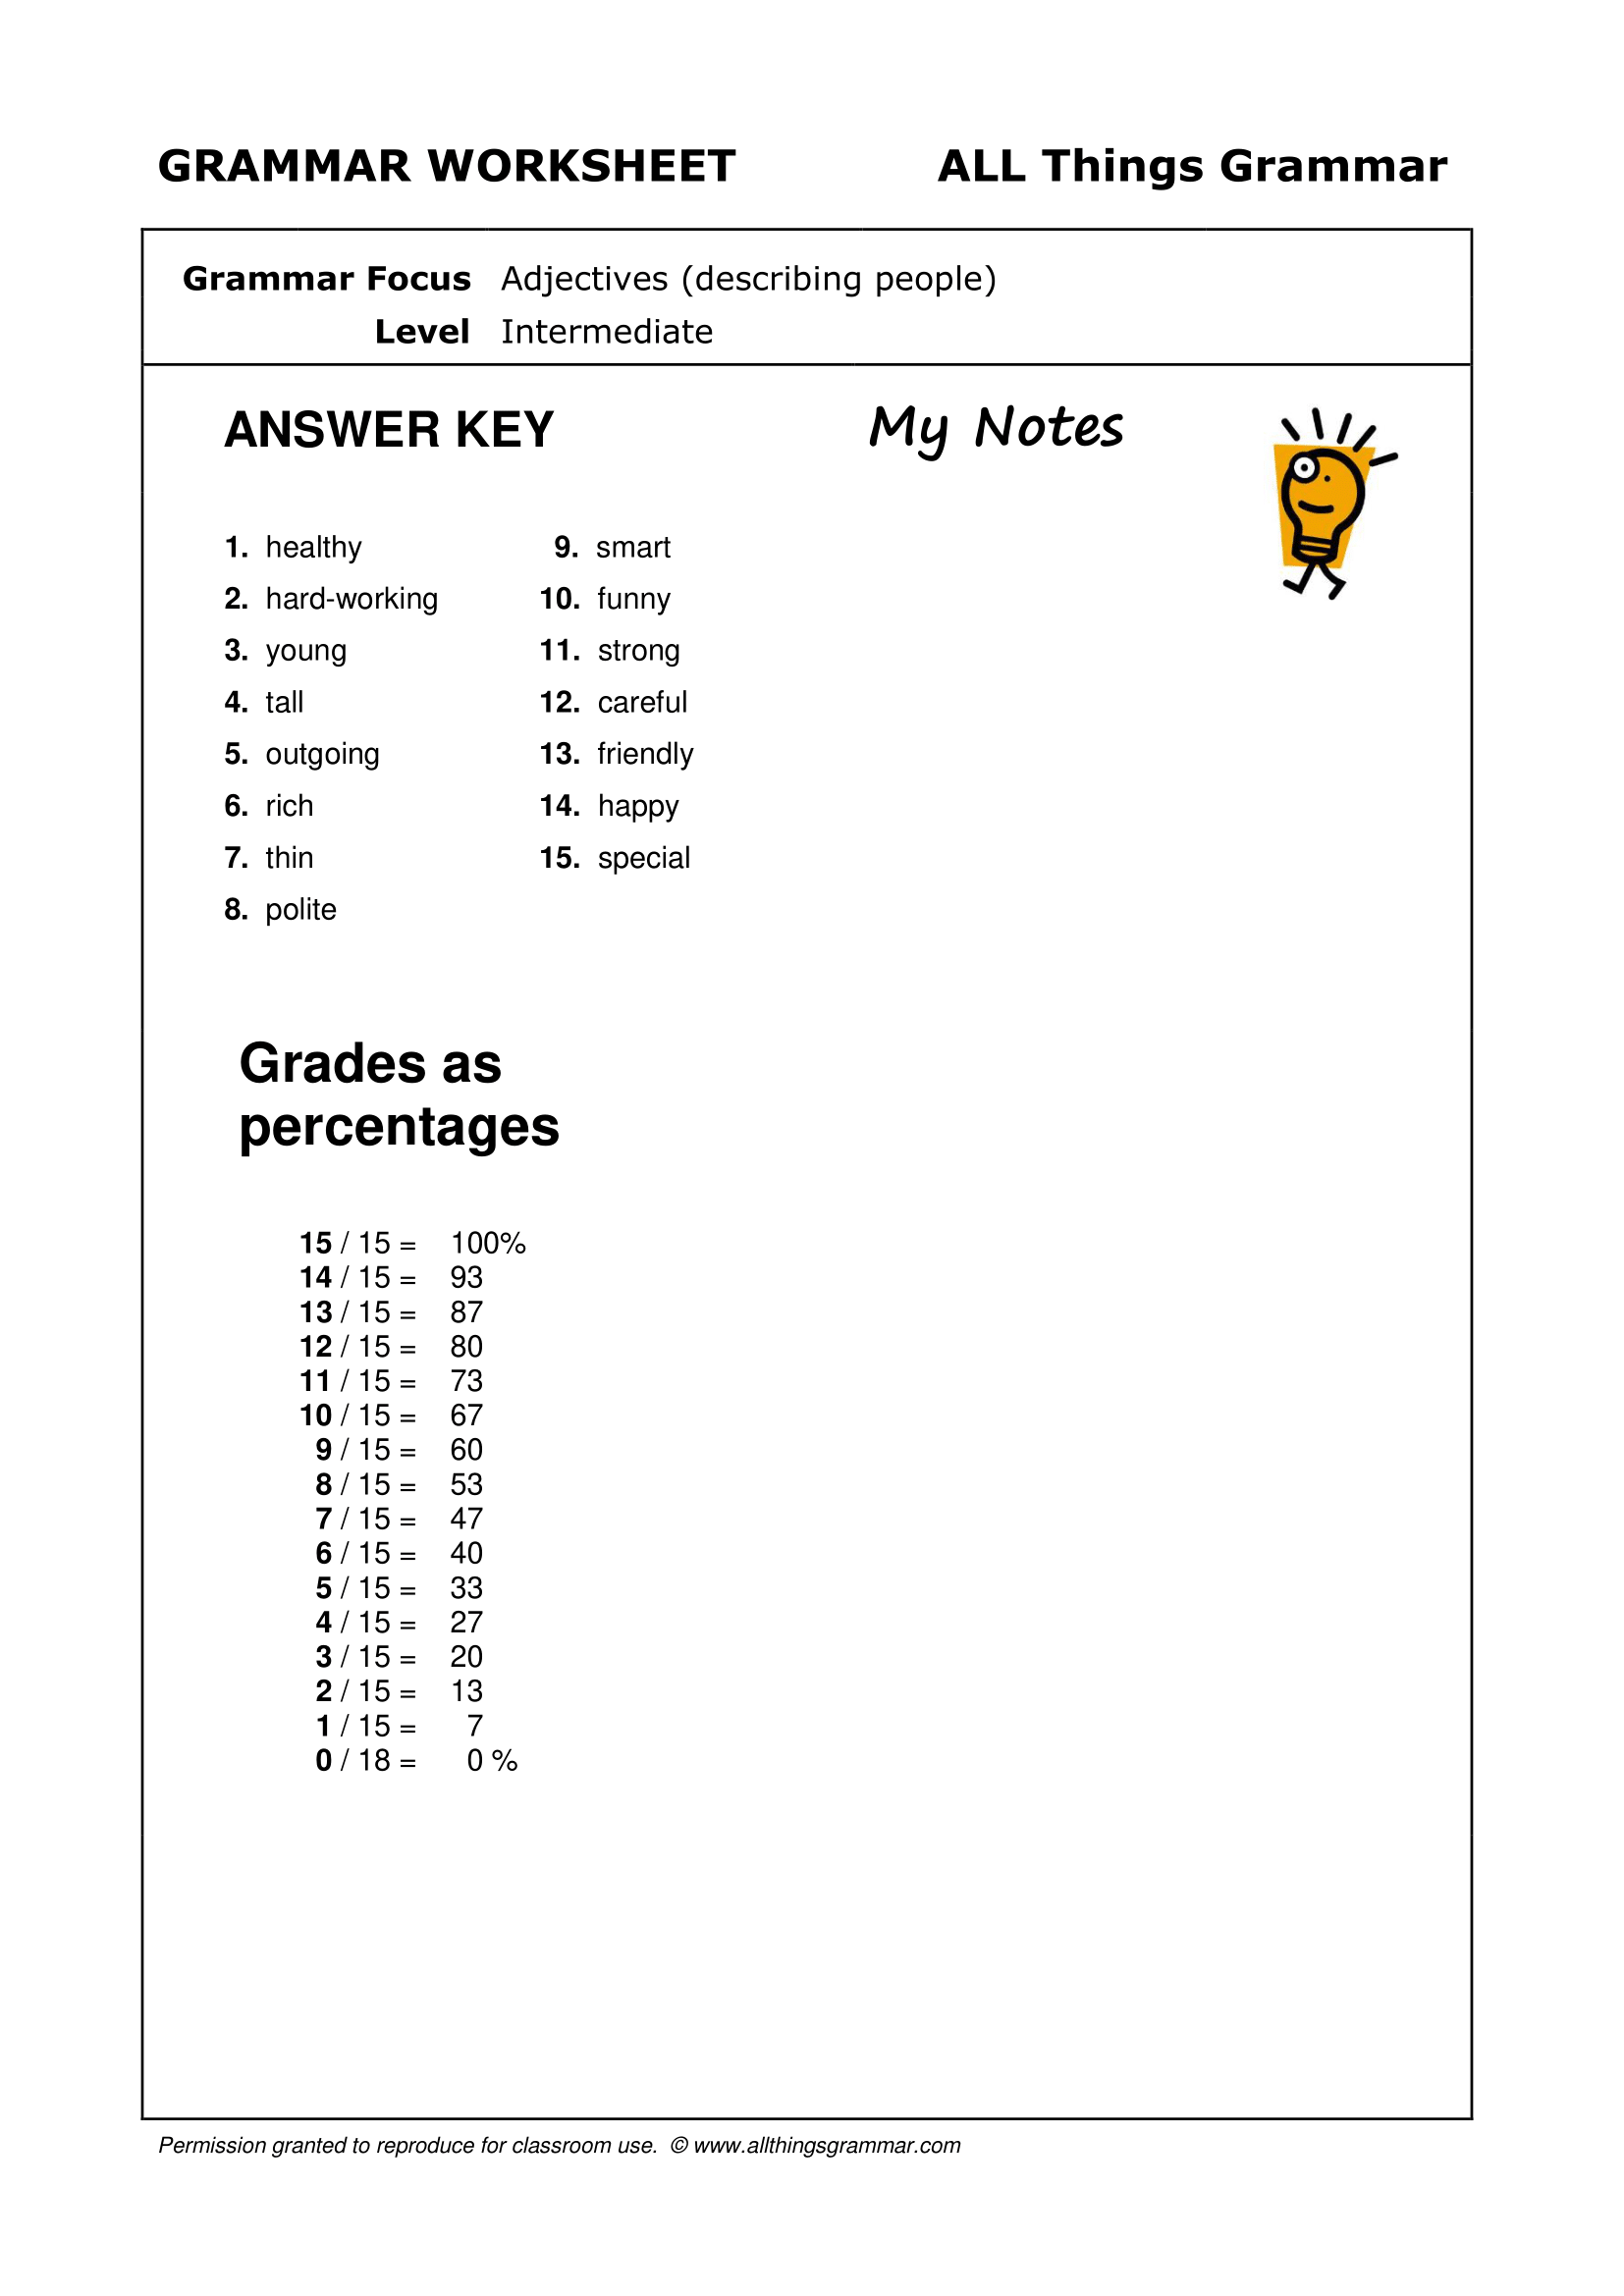 GRAMMAR WORKSHEET ALL Things Grammar
Grammar Focus Adjectives (describing people)
Level Intermediate
ANSWER KEY
My Notes
1. healthy
2. hard-working
3. young
4. tall
5. outgoing
6. rich
7. thin
8. polite
9. smart
10. funny
11. strong
12. careful
13. friendly
14. happy
15. special
Grades as
percentages
15 / 15 = 100%
14 / 15 = 93
13 / 15 = 87
12 / 15 = 80
11 / 15 = 73
10 / 15 = 67
9 / 15 = 60
8 / 15 = 53
7 / 15 = 47
6 / 15 = 40
5 / 15 = 33
4 / 15 = 27
3 / 15 = 20
2 / 15 = 13
1 / 15 = 7
0 / 18 = 0 %
Permission granted to reproduce for classroom use. © www.allthingsgrammar.com